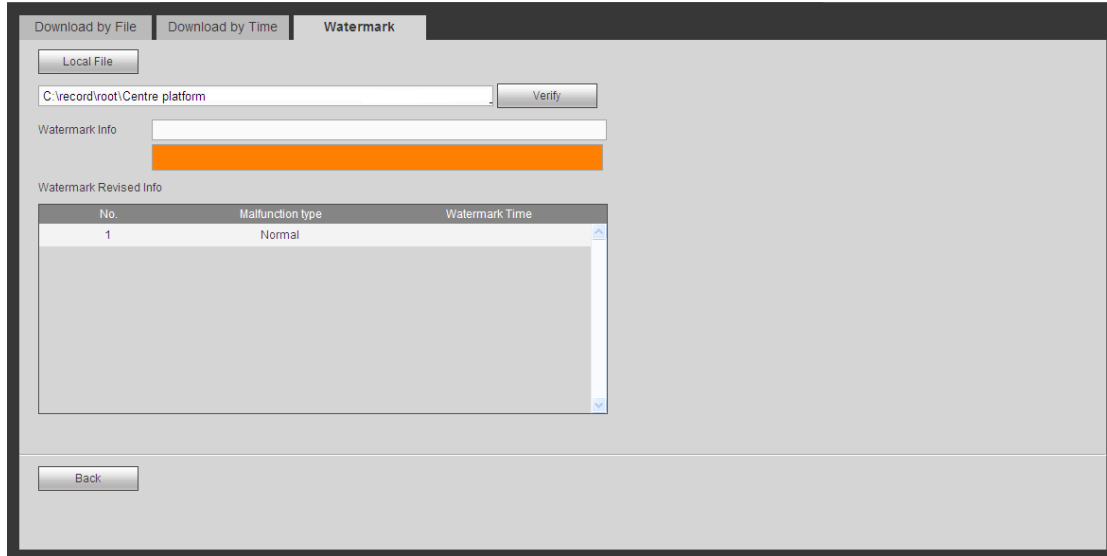 Download by File Download by Time Watermark
Local File
C:\record\root\Centre platform Verify
Watermark Info
Watermark Revised Info
No. Malfunction type Watermark Time
1 Normal
Back